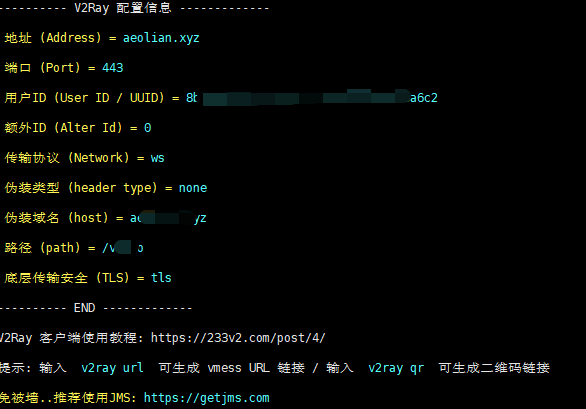 ---------- V2Ray 配置信息 -------------
地址 (Address) = aeolian.xyz
端口 (Port) = 443
用户ID (User ID / UUID) = 8b a6c2
额外ID (Alter Id) = 0
传输协议 (Network) = ws
伪装类型 (header type) = none
伪装域名 (host) = ae yz
路径 (path) = /v
底层传输安全 (TLS) = tls
---------- END -------------
V2Ray 客户端使用教程: https://233v2.com/post/4/
提示: 输入 v2ray url 可生成 vmess URL 链接 / 输入 v2ray qr 可生成二维码链接
免被墙..推荐使用JMS: https://getjms.com